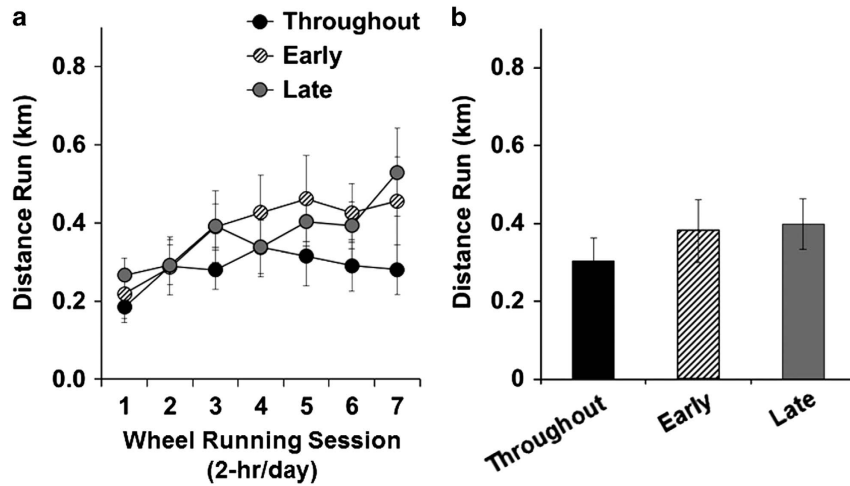 a
Throughout
Early
Late
Distance Run (km)
0.8
0.6
0.4
0.2
0.0
1 2 3 4 5 6 7
Wheel Running Session
(2-hr/day)
b
Distance Run (km)
0.8
0.6
0.4
0.2
0
Throughout
Early
Late